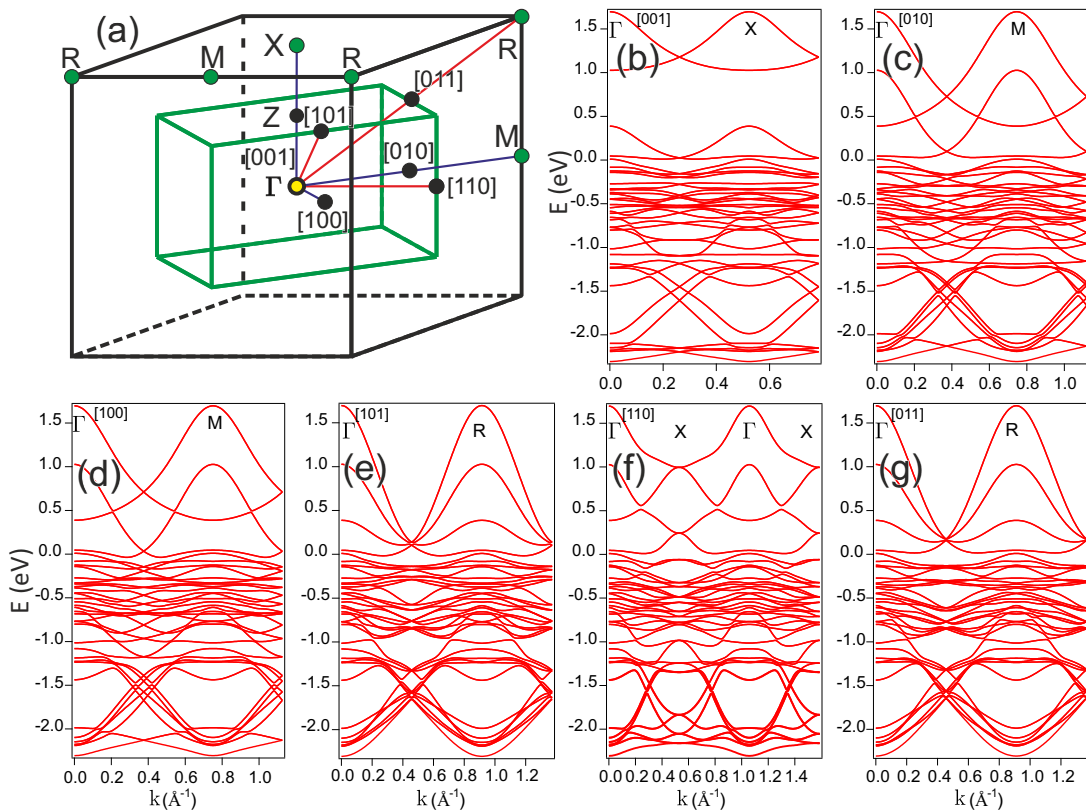 (a)
X
R
M
R
R
[011]
Z
[101]
M
[001]
[010]
Γ
[110]
[100]
Γ [001] X
(b)
1.5
1.0
0.5
0.0
-0.5
-1.0
-1.5
-2.0
E (eV)
0.0 0.2 0.4 0.6
Γ [010] M
(c)
1.5
1.0
0.5
0.0
-0.5
-1.0
-1.5
-2.0
0.0 0.4 0.6 0.8 1.0
Γ [100] M
(d)
1.5
1.0
0.5
0.0
-0.5
-1.0
-1.5
-2.0
E (eV)
0.0 0.2 0.4 0.6 0.8 1.0
k (Å⁻¹)
Γ [101] R
(e)
1.5
1.0
0.5
0.0
-0.5
-1.0
-1.5
-2.0
0.0 0.2 0.4 0.6 0.8 1.0 1.2
k (Å⁻¹)
Γ [110] X Γ X
(f)
1.5
1.0
0.5
0.0
-0.5
-1.0
-1.5
-2.0
0.0 0.2 0.4 0.6 0.8 1.0 1.2 1.4
k (Å⁻¹)
Γ [011] R
(g)
1.5
1.0
0.5
0.0
-0.5
-1.0
-1.5
-2.0
0.0 0.2 0.4 0.6 0.8 1.0 1.2
k (Å⁻¹)